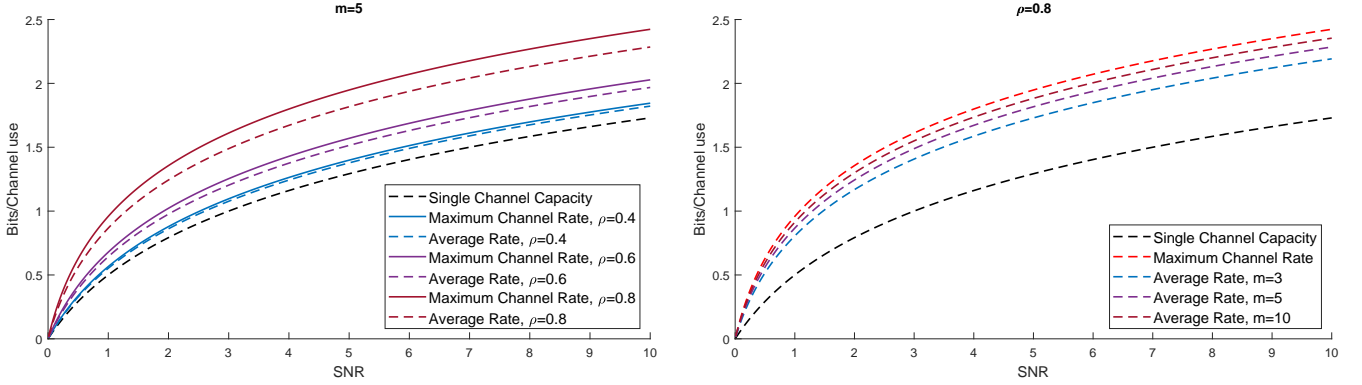 m=5
Bits/Channel use
2.5
2
1.5
1
0.5
0
0 1 2 3 4 5 6 7 8 9 10
SNR
Single Channel Capacity
Maximum Channel Rate, ρ=0.4
Average Rate, ρ=0.4
Maximum Channel Rate, ρ=0.6
Average Rate, ρ=0.6
Maximum Channel Rate, ρ=0.8
Average Rate, ρ=0.8
ρ=0.8
Bits/Channel use
2.5
2
1.5
1
0.5
0
0 1 2 3 4 5 6 7 8 9 10
SNR
Single Channel Capacity
Maximum Channel Rate
Average Rate, m=3
Average Rate, m=5
Average Rate, m=10